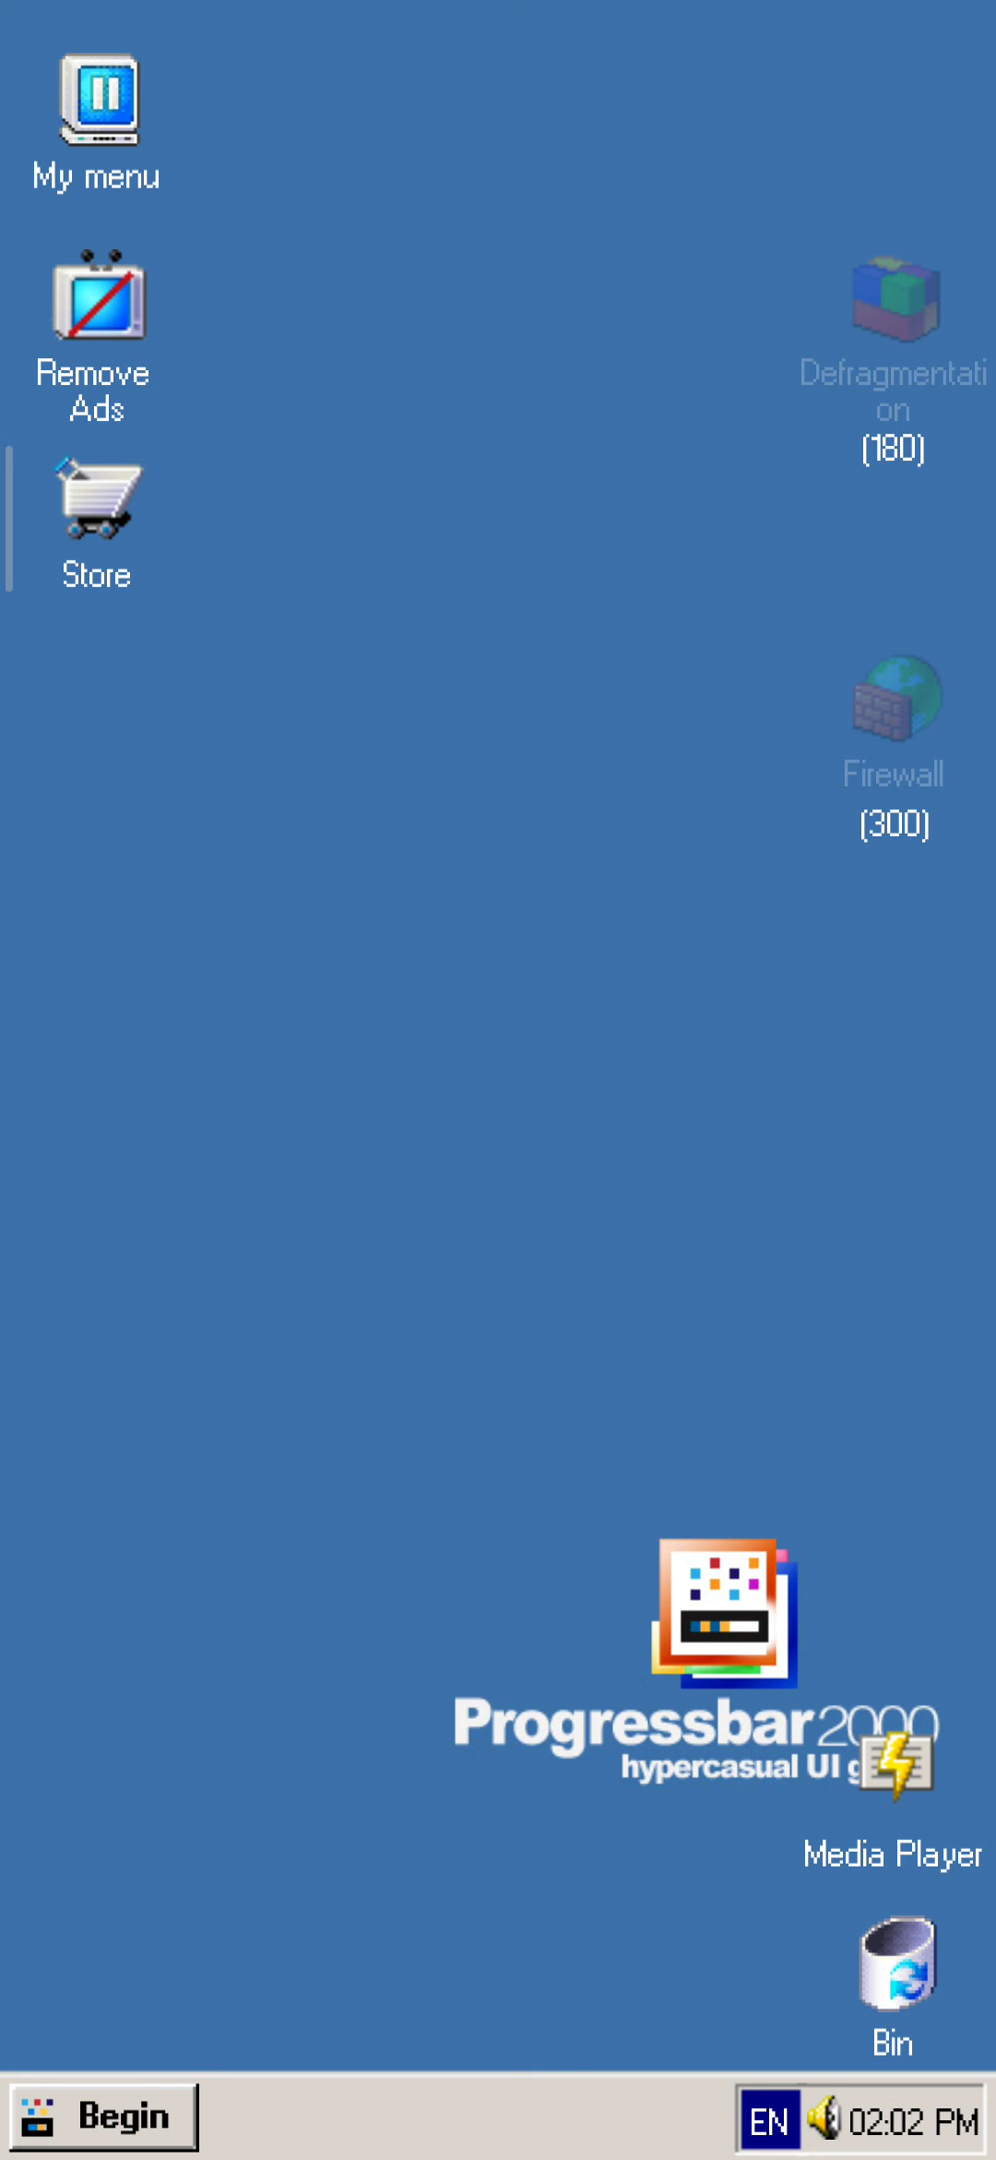 My menu
Remove
Ads
Defragmentati
on
(180)
Store
Firewall
(300)
Progressbar2000
hypercasual UI
Media Player
Bin
Begin
EN
02:02 PM